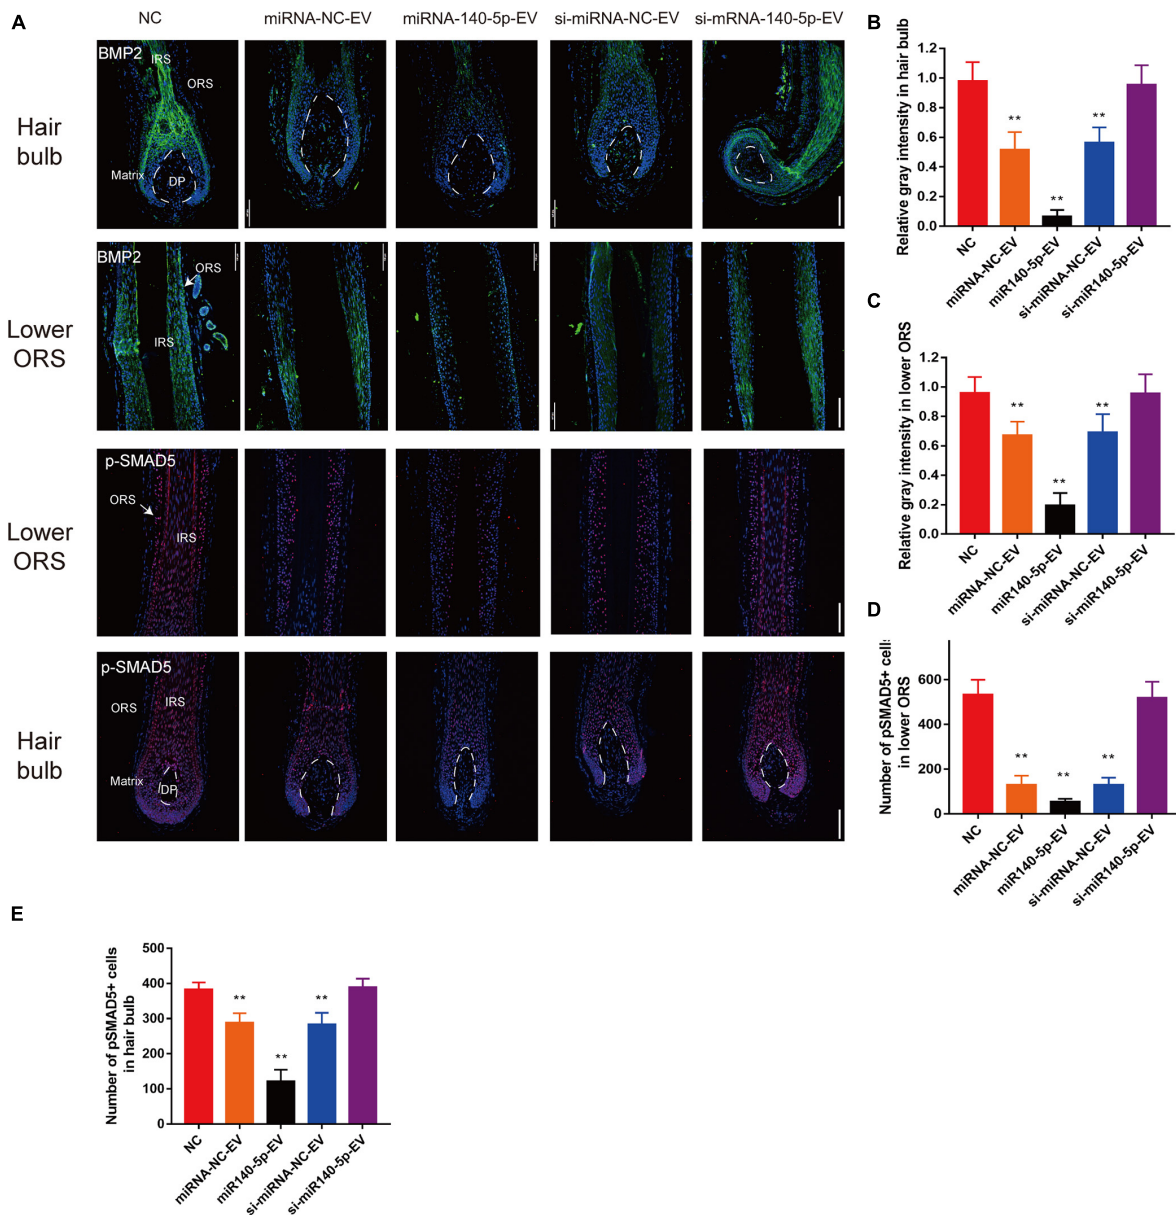 A
NC
miRNA-NC-EV
miRNA-140-5p-EV
si-miRNA-NC-EV
si-mRNA-140-5p-EV
Hair
bulb
BMP2
IRS
ORS
Matrix
DP
Lower
ORS
BMP2
ORS
IRS
Lower
ORS
p-SMAD5
ORS
IRS
Hair
bulb
p-SMAD5
ORS
IRS
Matrix
DP
B
Relative gray intensity in hair bulb
1.2
1.0
0.8
0.6
0.4
0.2
0.0
**
**
**
NC
miRNA-NC-EV
miR140-5p-EV
si-miRNA-NC-EV
si-miR140-5p-EV
C
Relative gray intensity in lower ORS
1.2
1.0
0.8
0.6
0.4
0.2
0.0
**
**
**
NC
miRNA-NC-EV
miR140-5p-EV
si-miRNA-NC-EV
si-miR140-5p-EV
D
Number of pSMAD5+ cells
in lower ORS
600
400
200
0
**
**
**
NC
miRNA-NC-EV
miR140-5p-EV
si-miRNA-NC-EV
si-miR140-5p-EV
E
Number of pSMAD5+ cells
in hair bulb
500
400
300
200
100
0
**
**
**
NC
miRNA-NC-EV
miR140-5p-EV
si-miRNA-NC-EV
si-miR140-5p-EV